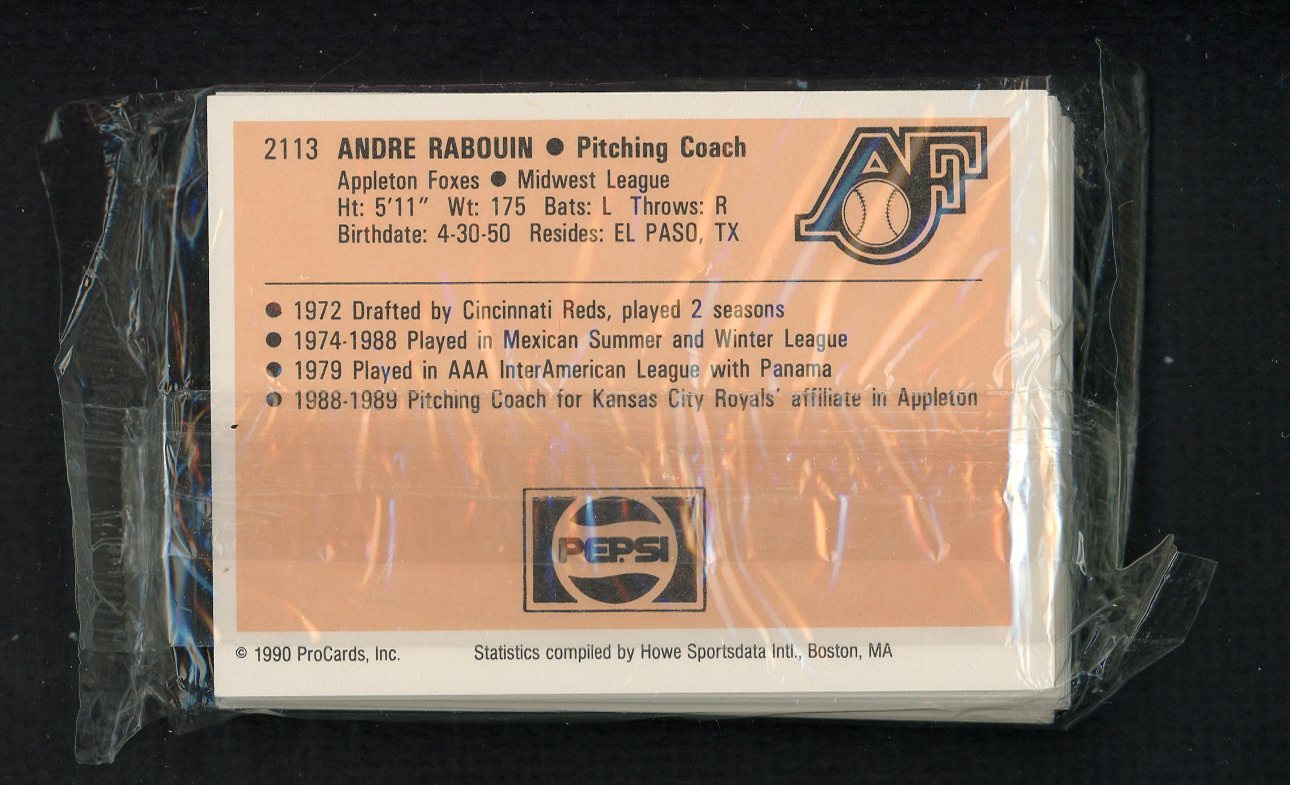 2113 ANDRE RABOUIN ● Pitching Coach
Appleton Foxes ● Midwest League
Ht: 5'11" Wt: 175 Bats: L Throws: R
Birthdate: 4-30-50 Resides: EL PASO, TX
AF
● 1972 Drafted by Cincinnati Reds, played 2 seasons
● 1974-1988 Played in Mexican Summer and Winter League
● 1979 Played in AAA InterAmerican League with Panama
● 1988-1989 Pitching Coach for Kansas City Royals' affiliate in Appleton
PEPSI
© 1990 ProCards, Inc. Statistics compiled by Howe Sportsdata Intl., Boston, MA